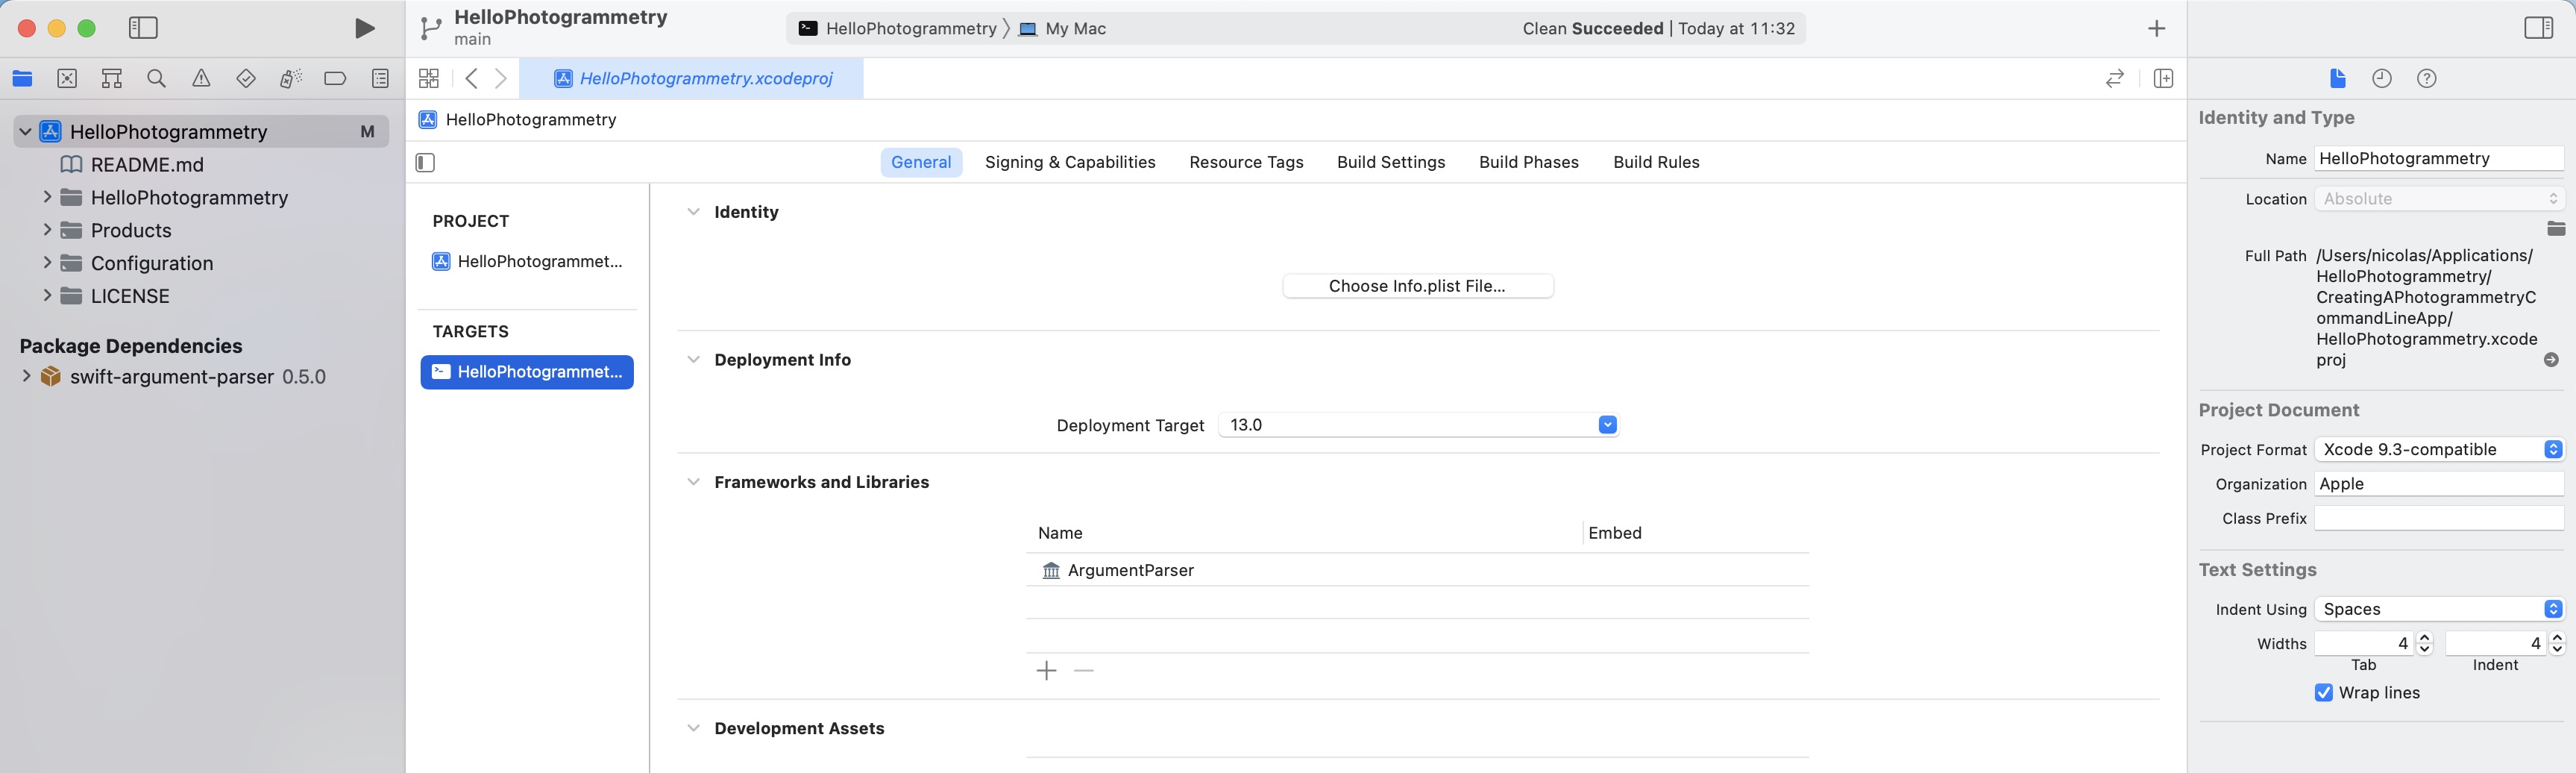 HelloPhotogrammetry
main
HelloPhotogrammetry
My Mac
Clean Succeeded | Today at 11:32
HelloPhotogrammetry.xcodeproj
HelloPhotogrammetry M
README.md
HelloPhotogrammetry
Products
Configuration
LICENSE
Package Dependencies
swift-argument-parser 0.5.0
HelloPhotogrammetry
General Signing & Capabilities Resource Tags Build Settings Build Phases Build Rules
PROJECT
HelloPhotogrammet...
TARGETS
HelloPhotogrammet...
Identity
Choose Info.plist File...
Deployment Info
Deployment Target 13.0
Frameworks and Libraries
Name Embed
ArgumentParser
Development Assets
Identity and Type
Name HelloPhotogrammetry
Location Absolute
Full Path /Users/nicolas/Applications/
HelloPhotogrammetry/
CreatingAPhotogrammetryC
ommandLineApp/
HelloPhotogrammetry.xcode
proj
Project Document
Project Format Xcode 9.3-compatible
Organization Apple
Class Prefix
Text Settings
Indent Using Spaces
Widths 4 4
Tab Indent
Wrap lines